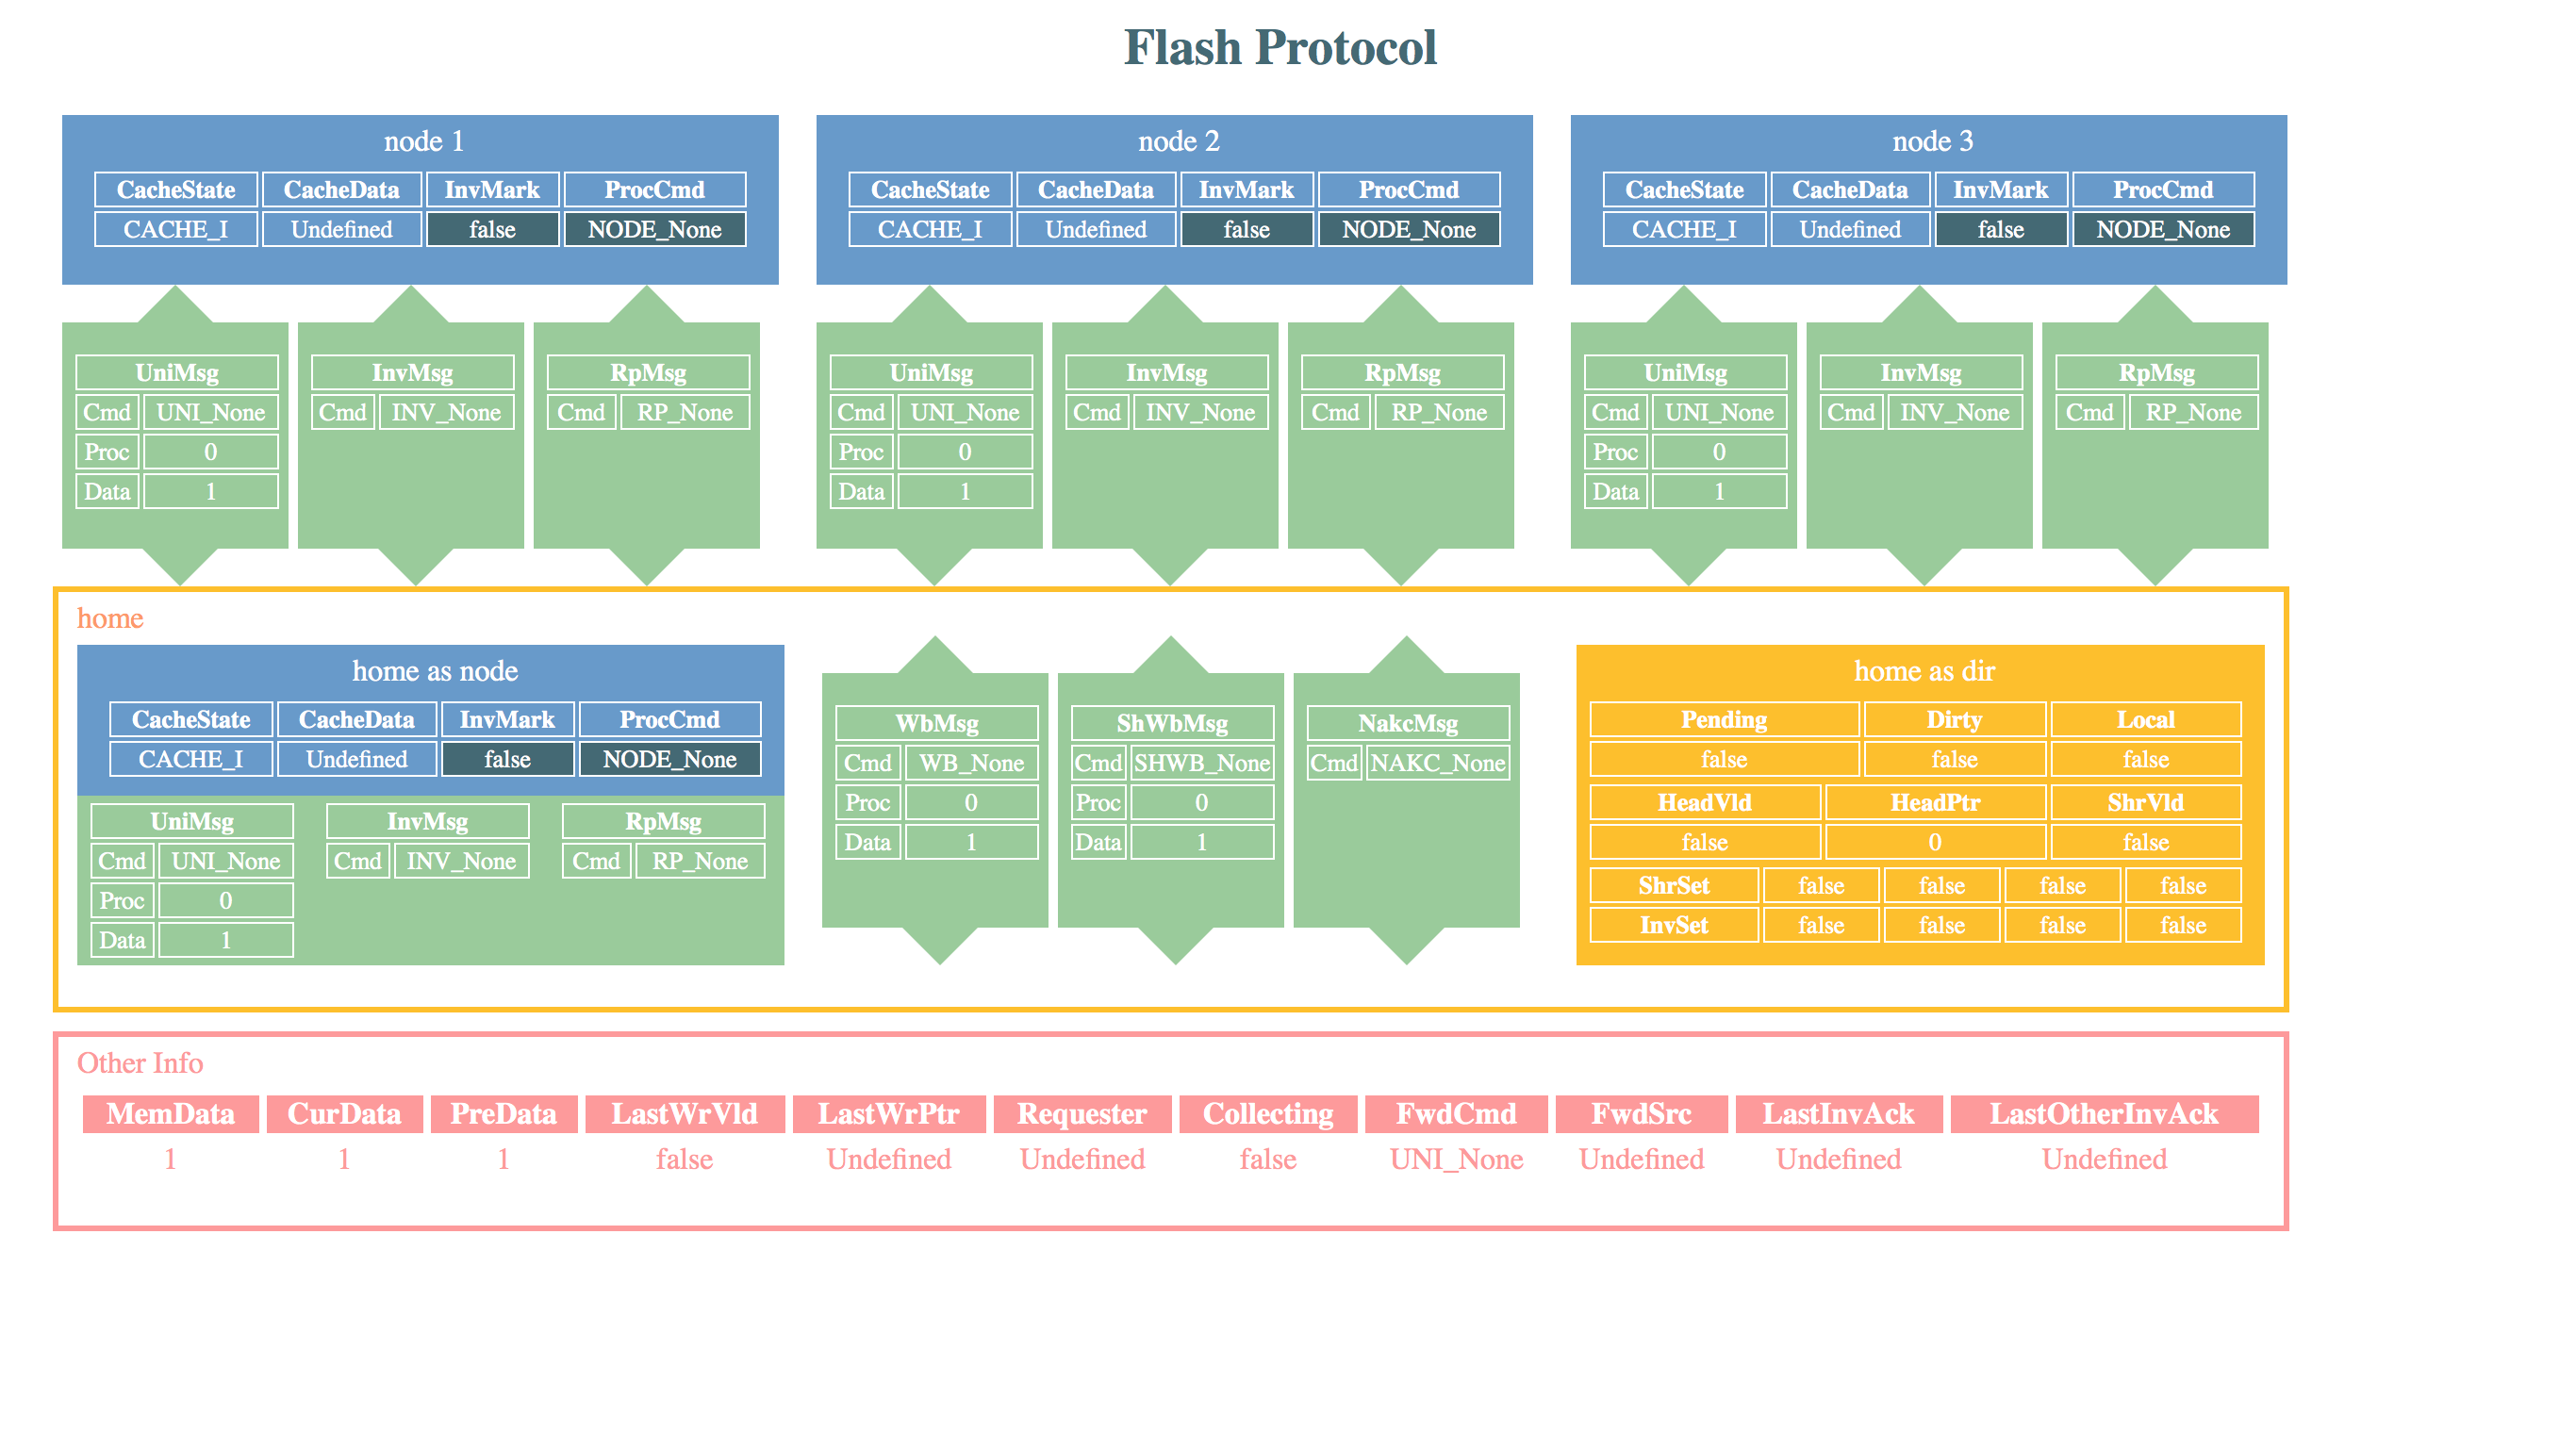 Flash Protocol
node 1 node 2 node 3
CacheState CacheData InvMark ProcCmd CacheState CacheData InvMark ProcCmd CacheState CacheData InvMark ProcCmd
CACHE_I Undefined false NODE_None CACHE_I Undefined false NODE_None CACHE_I Undefined false NODE_None
UniMsg InvMsg RpMsg UniMsg InvMsg RpMsg UniMsg InvMsg RpMsg
Cmd UNI_None Cmd INV_None Cmd RP_None Cmd UNI_None Cmd INV_None Cmd RP_None Cmd UNI_None Cmd INV_None Cmd RP_None
Proc 0 Proc 0 Proc 0
Data 1 Data 1 Data 1
home
home as node
CacheState CacheData InvMark ProcCmd
CACHE_I Undefined false NODE_None
UniMsg InvMsg RpMsg
Cmd UNI_None Cmd INV_None Cmd RP_None
Proc 0
Data 1
WbMsg ShWbMsg NakcMsg
Cmd WB_None Cmd SHWB_None Cmd NAKC_None
Proc 0 Proc 0
Data 1 Data 1
home as dir
Pending Dirty Local
false false false
HeadVld HeadPtr ShrVld
false 0 false
ShrSet false false false false
InvSet false false false false
Other Info
MemData CurData PreData LastWrVld LastWrPtr Requester Collecting FwdCmd FwdSrc LastInvAck LastOtherInvAck
1 1 1 false Undefined Undefined false UNI_None Undefined Undefined Undefined